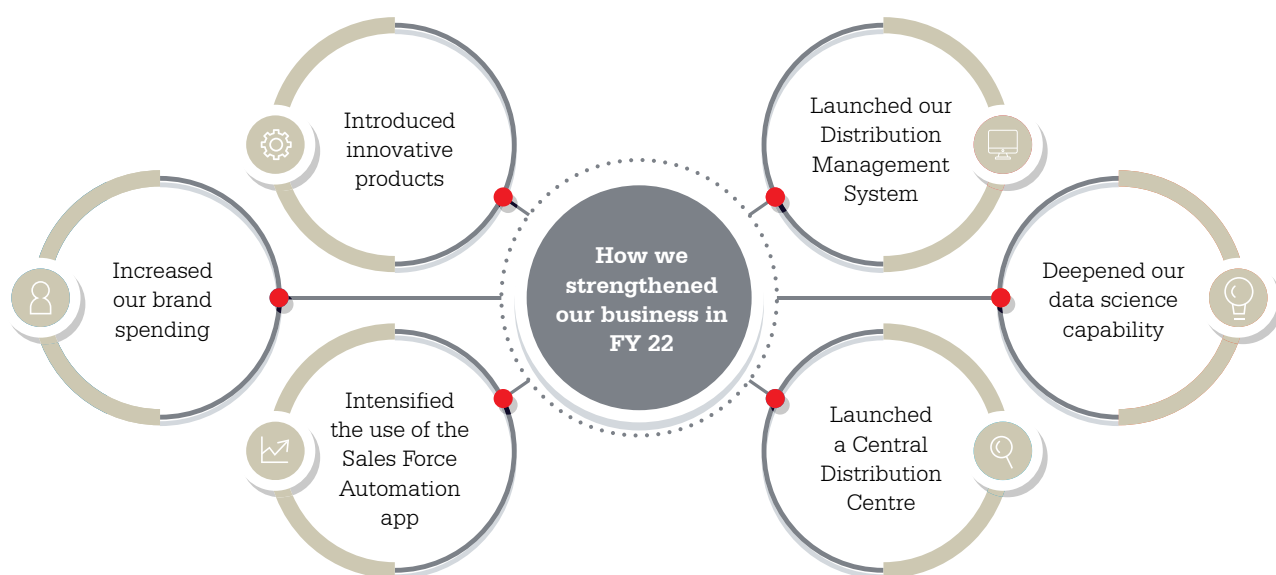 Introduced
innovative
products
Launched our
Distribution
Management
System
Increased
our brand
spending
How we
strengthened
our business in
FY 22
Deepened our
data science
capability
Intensified
the use of the
Sales Force
Automation
app
Launched
a Central
Distribution
Centre